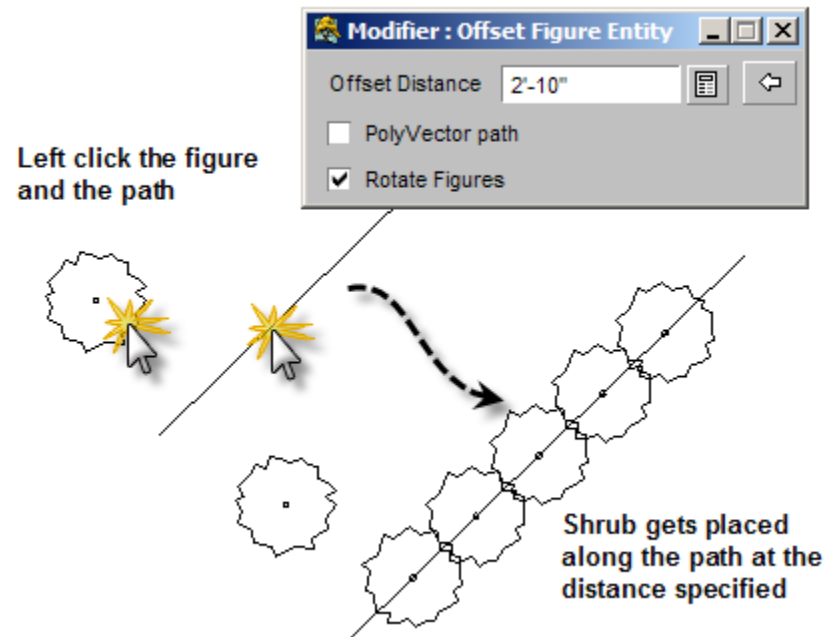 Modifier : Offset Figure Entity
Offset Distance 2'-10"
PolyVector path
Rotate Figures
Left click the figure
and the path
Shrub gets placed
along the path at the
distance specified